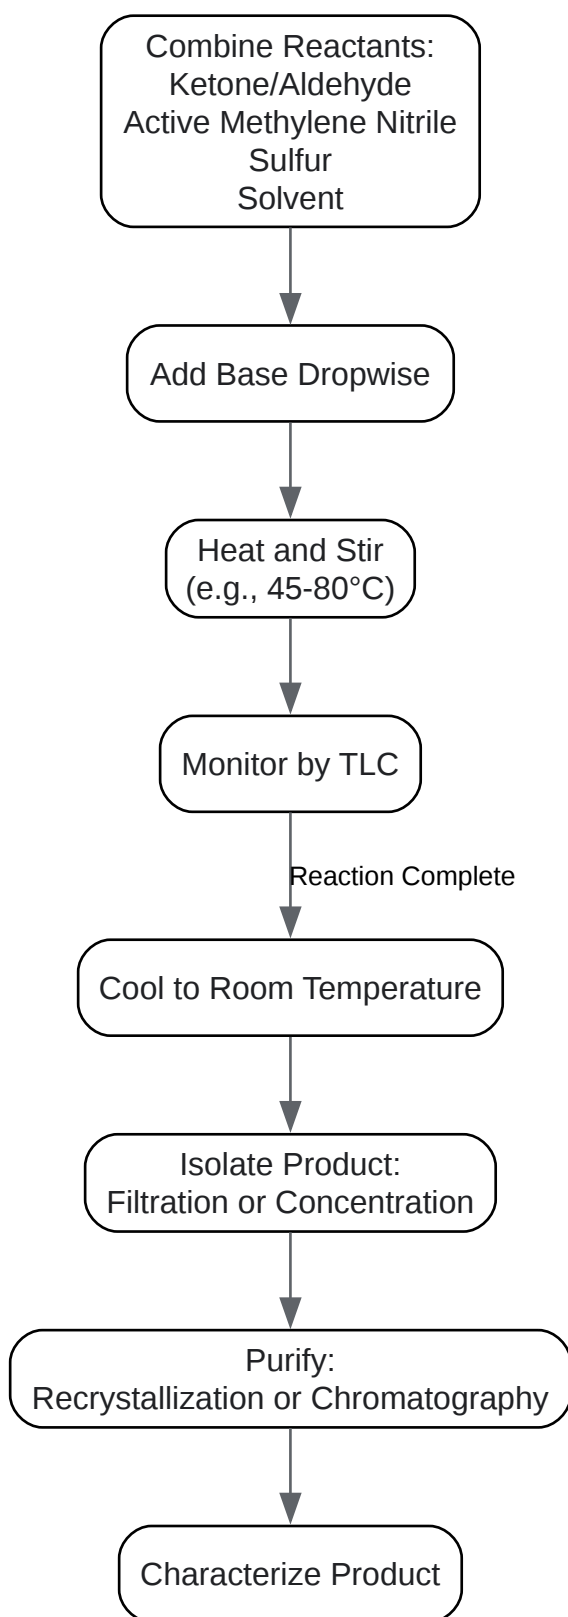 Combine Reactants:
Ketone/Aldehyde
Active Methylene Nitrile
Sulfur
Solvent
Add Base Dropwise
Heat and Stir
(e.g., 45-80°C)
Monitor by TLC
Reaction Complete
Cool to Room Temperature
Isolate Product:
Filtration or Concentration
Purify:
Recrystallization or Chromatography
Characterize Product